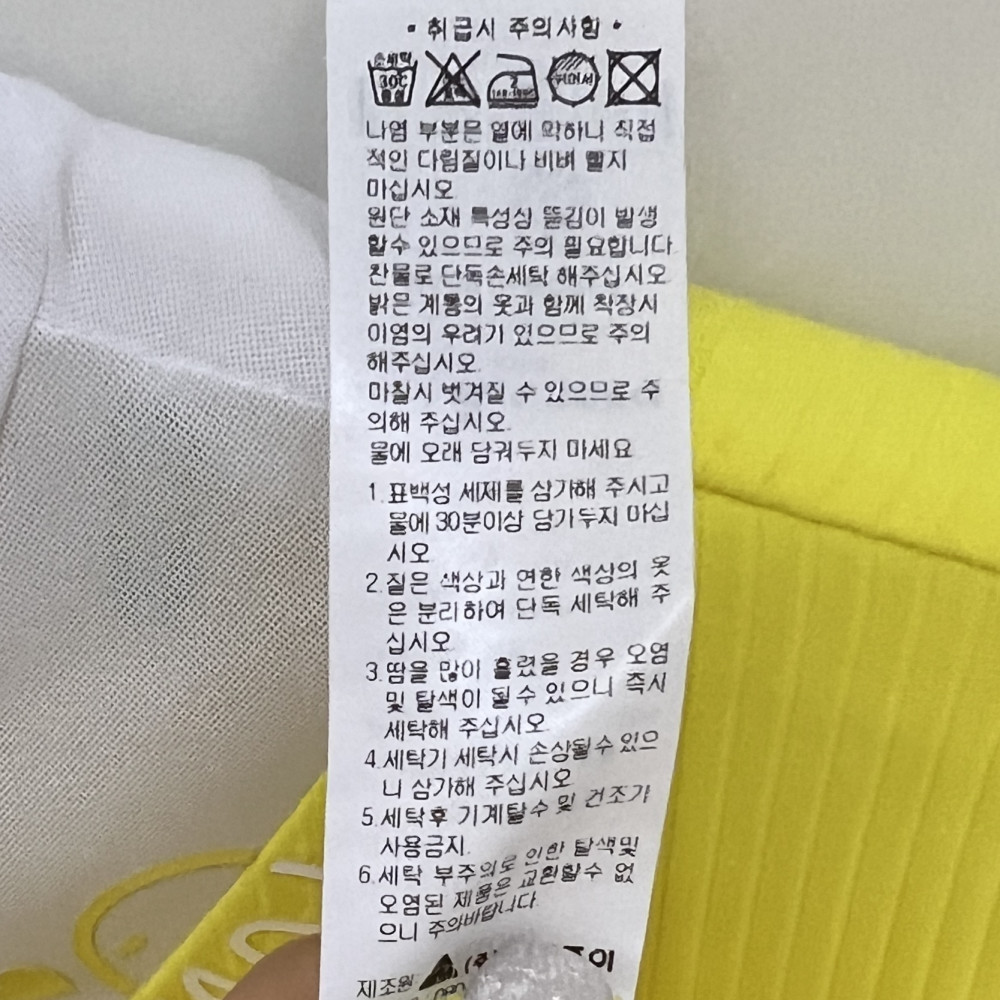 • 취급시 주의사항 •
손세탁
30℃
중성
2
나염 부분은 열에 약하니 직접
적인 다림질이나 비벼 빨지
마십시오
원단 소재 특성상 뜯김이 발생
할수 있으므로 주의 필요합니다
찬물로 단독손세탁 해주십시오
밝은 계통의 옷과 함께 착장시
이염의 우려가 있으므로 주의
해주십시오.
마찰시 벗겨질 수 있으므로 주
의해 주십시오.
물에 오래 담궈두지 마세요
1.표백성 세제를 삼가해 주시고
물에 30분이상 담가두지 마십
시오
2.짙은 색상과 연한 색상의 옷
은 분리하여 단독 세탁해 주
십시오
3.땀을 많이 흘렸을 경우 오염
및 탈색이 될수 있으니 즉시
세탁해 주십시오.
4.세탁기 세탁시 손상될수 있으
니 삼가해 주십시오
5.세탁후 기계탈수 및 건조기
사용금지.
6.세탁 부주의로 인한 탈색및
오염된 제품은 교환할수 없
으니 주의바랍니다.
제조원 (주)